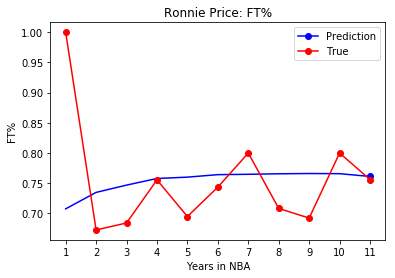 Ronnie Price: FT%
Prediction
True
1.00
0.95
0.90
0.85
0.80
0.75
0.70
FT%
1 2 3 4 5 6 7 8 9 10 11
Years in NBA